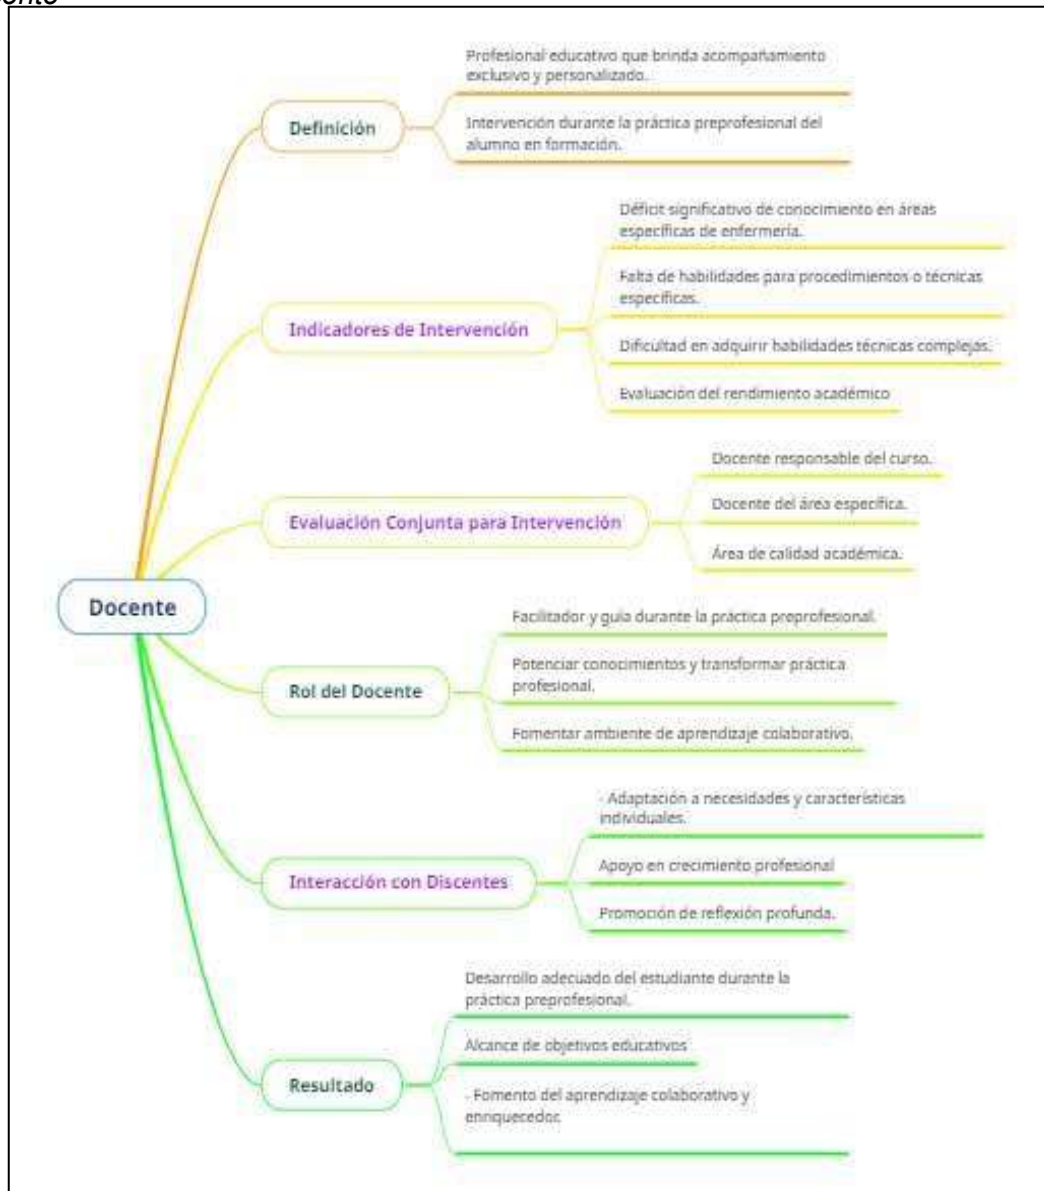 Profesional educativo que brinda acompañamiento
exclusivo y personalizado.
Definición
Intervención durante la práctica preprofesional del
alumno en formación.
Déficit significativo de conocimiento en áreas
específicas de enfermería.
Falta de habilidades para procedimientos o técnicas
específicas.
Indicadores de Intervención
Dificultad en adquirir habilidades técnicas complejas.
Evaluación del rendimiento académico
Docente responsable del curso.
Docente del área específica.
Evaluación Conjunta para Intervención
Área de calidad académica.
Docente
Facilitador y guía durante la práctica preprofesional.
Potenciar conocimientos y transformar práctica
profesional.
Rol del Docente
Fomentar ambiente de aprendizaje colaborativo.
- Adaptación a necesidades y características
individuales.
Apoyo en crecimiento profesional
Interacción con Discentes
Promoción de reflexión profunda.
Desarrollo adecuado del estudiante durante la
práctica preprofesional.
Alcance de objetivos educativos
Resultado
- Fomento del aprendizaje colaborativo y
enriquecedor.